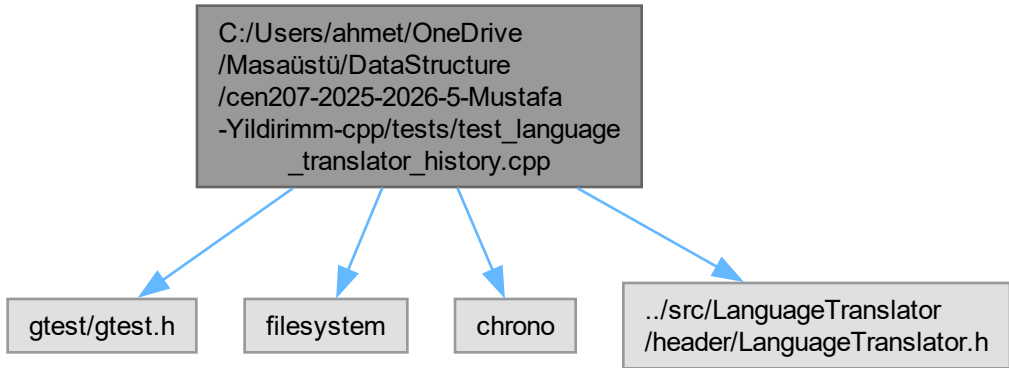 C:/Users/ahmet/OneDrive
/Masaüstü/DataStructure
/cen207-2025-2026-5-Mustafa
-Yildirimm-cpp/tests/test_language
_translator_history.cpp
gtest/gtest.h
filesystem
chrono
../src/LanguageTranslator
/header/LanguageTranslator.h